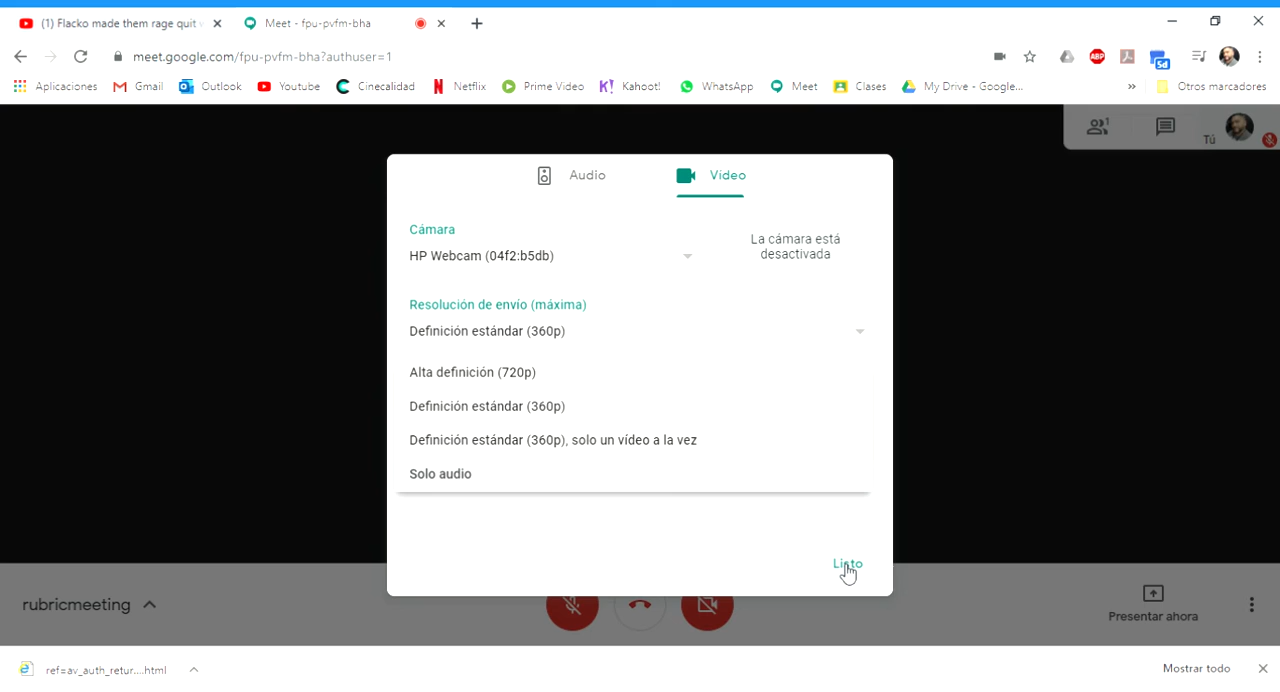 (1) Flacko made them rage quit
Meet - fpu-pvfm-bha
meet.google.com/fpu-pvfm-bha?authuser=1
ABP
5d
Aplicaciones
Gmail
Outlook
Youtube
Cinecalidad
Netflix
Prime Video
K! Kahoot!
WhatsApp
Meet
Clases
My Drive - Google...
»
Otros marcadores
1
Tú
Audio
Video
Cámara
HP Webcam (04f2:b5db)
La cámara está
desactivada
Resolución de envío (máxima)
Definición estándar (360p)
Alta definición (720p)
Definición estándar (360p)
Definición estándar (360p), solo un vídeo a la vez
Solo audio
Listo
rubricmeeting
Presentar ahora
ref=av_auth_retur....html
Mostrar todo